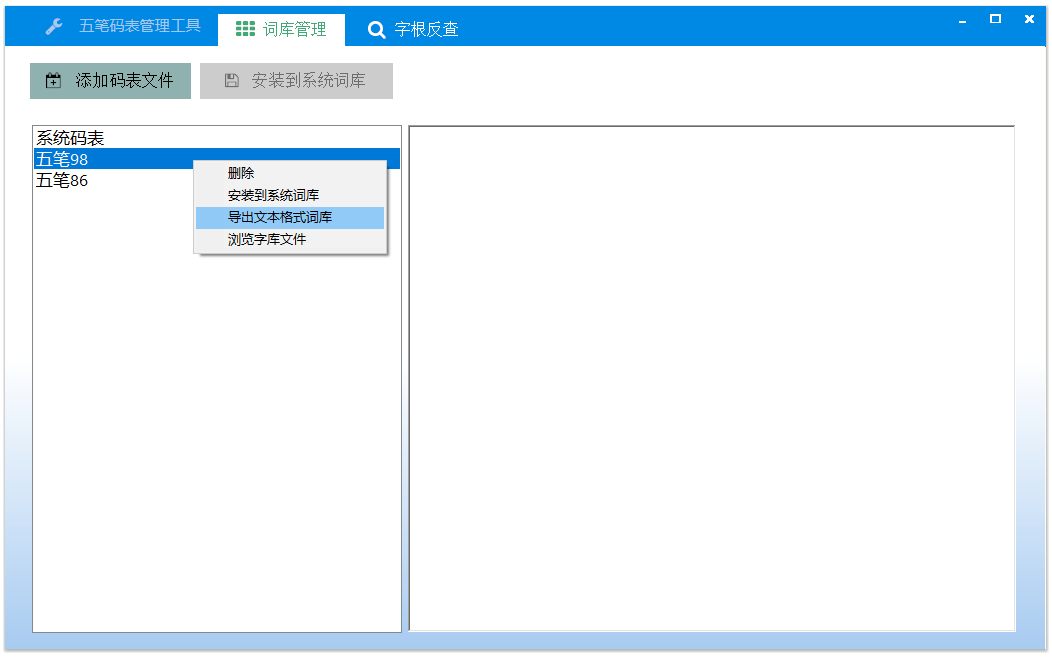 五笔码表管理工具 词库管理 字根反查
添加码表文件 安装到系统词库
系统码表
五笔98
五笔86
删除
安装到系统词库
导出文本格式词库
浏览字库文件